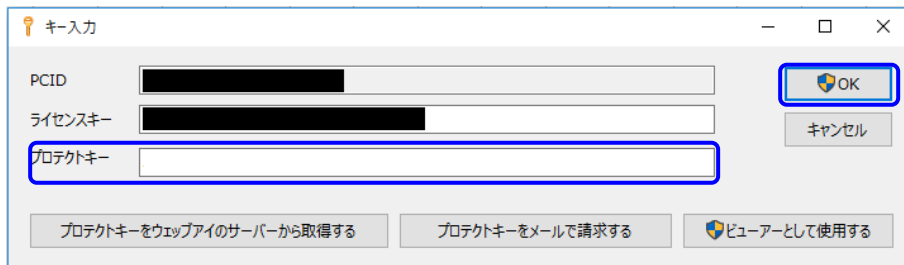 キー入力
PCID
OK
ライセンスキー
キャンセル
プロテクトキー
プロテクトキーをウェッブアイのサーバーから取得する
プロテクトキーをメールで請求する
ビューアーとして使用する